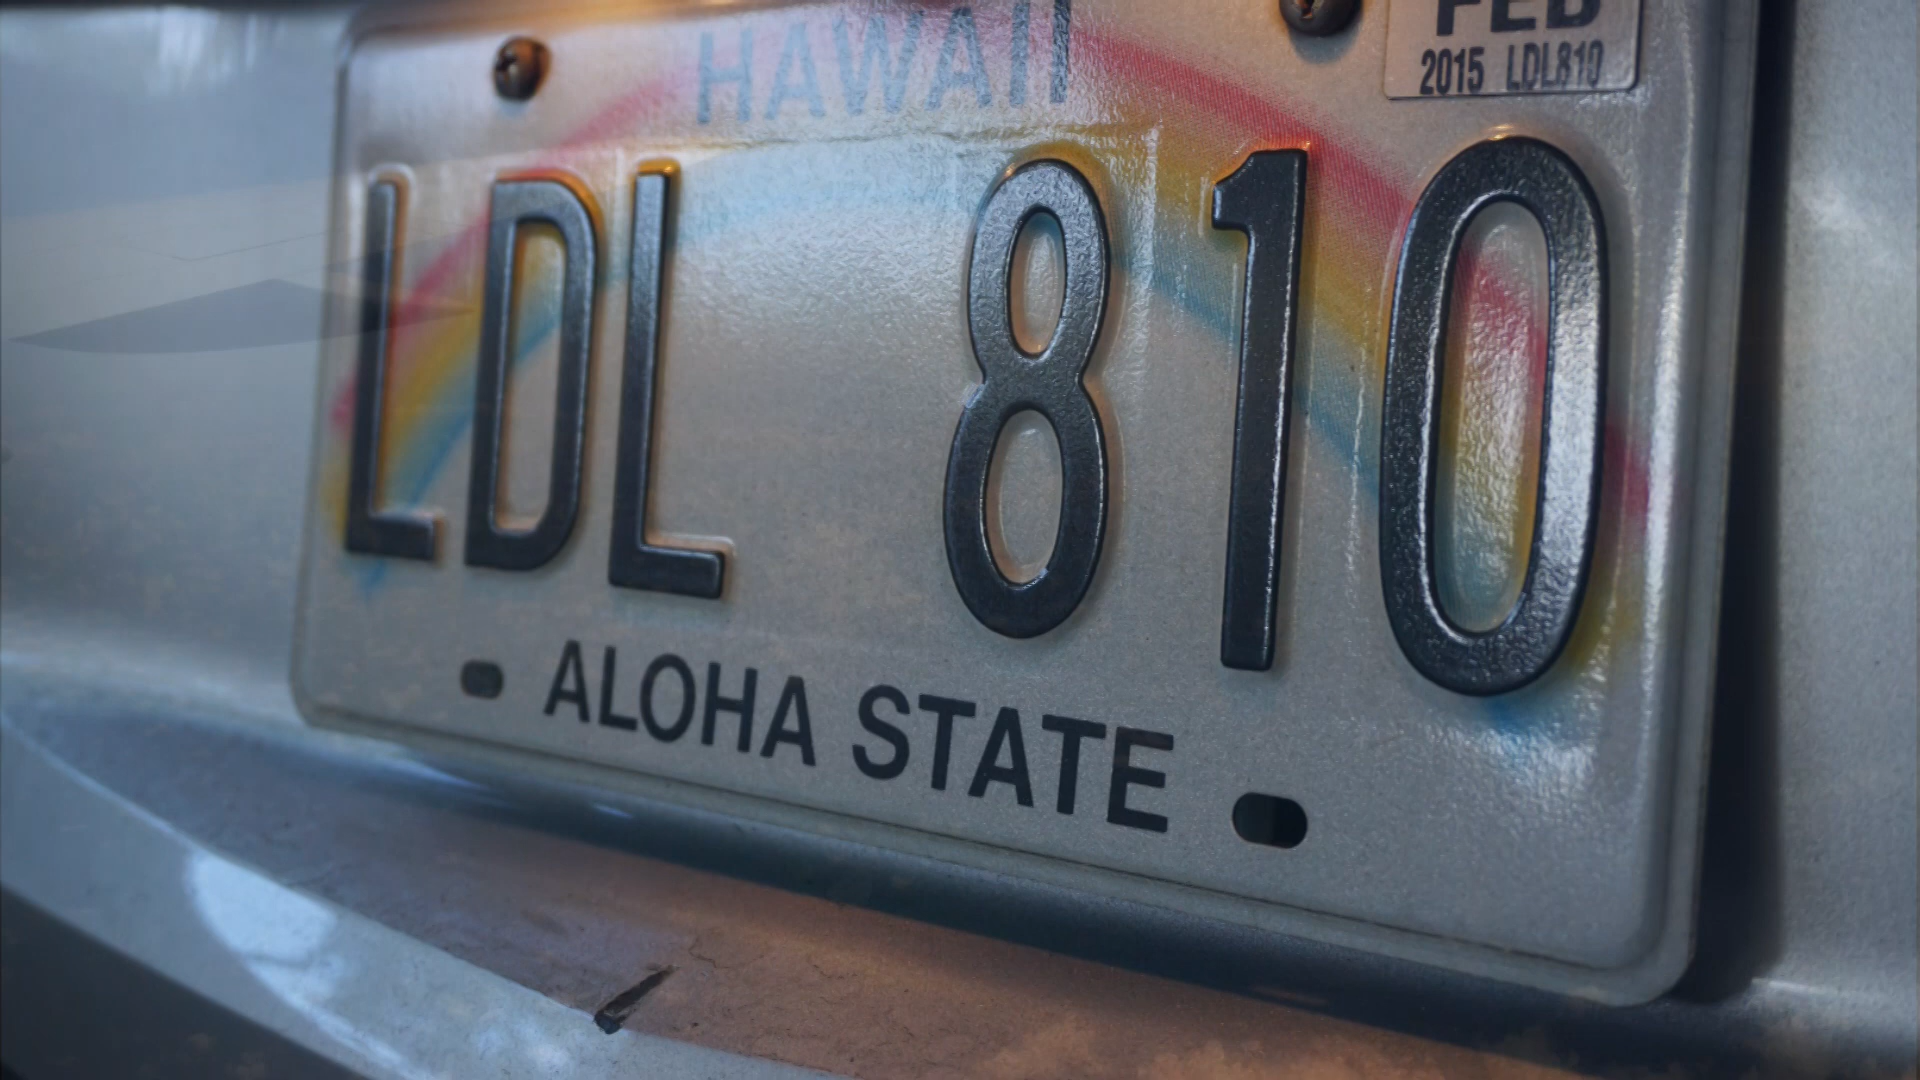 HAWAII
FEB
2015 LDL810
LDL 810
ALOHA STATE